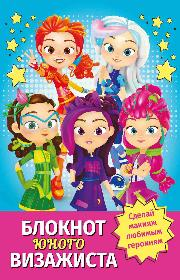 БЛОКНОТ
ЮНОГО
ВИЗАЖИСТА
Сделай
макияж
любимым
героиням